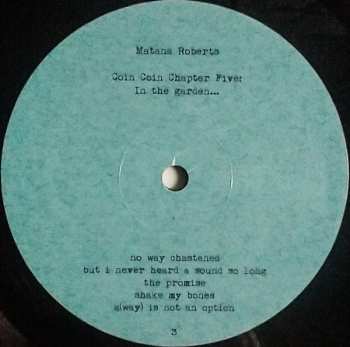 Matana Roberts
Coin Coin Chapter Five:
In the garden...
no way chastened
but i never heard a sound so long
the promise
shake my bones
a(way) is not an option
3